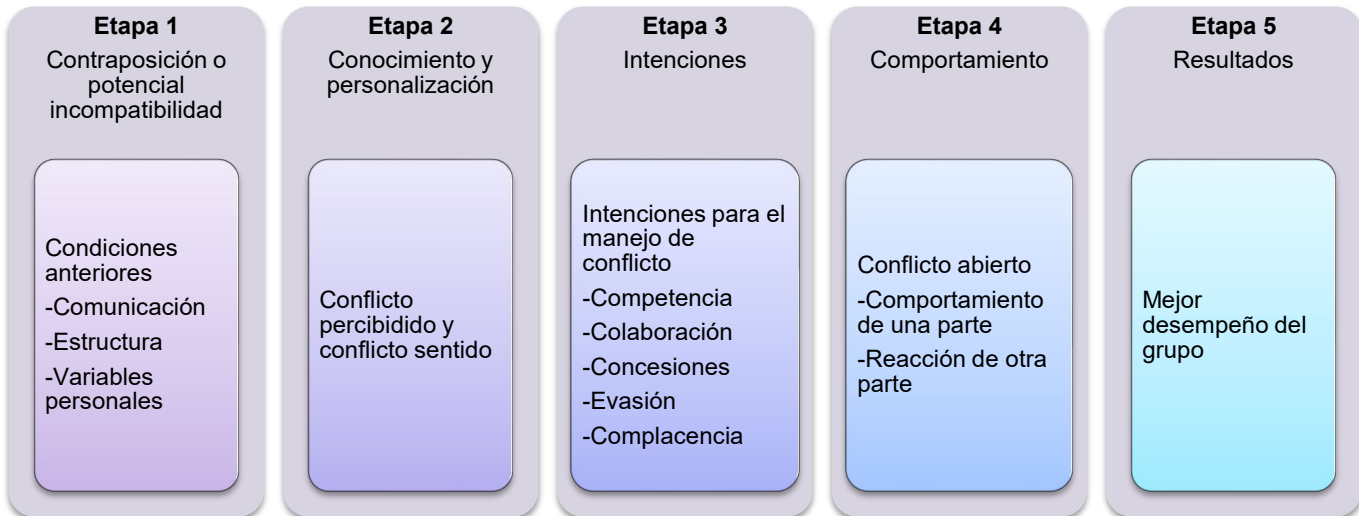 Etapa 1
Contraposición o
potencial
incompatibilidad
Condiciones
anteriores
-Comunicación
-Estructura
-Variables
personales
Etapa 2
Conocimiento y
personalización
Conflicto
percibidido y
conflicto sentido
Etapa 3
Intenciones
Intenciones para el
manejo de
conflicto
-Competencia
-Colaboración
-Concesiones
-Evasión
-Complacencia
Etapa 4
Comportamiento
Conflicto abierto
-Comportamiento
de una parte
-Reacción de otra
parte
Etapa 5
Resultados
Mejor
desempeño del
grupo